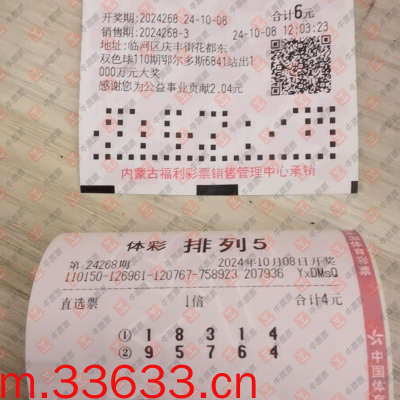 开奖期:2024268 24-10-08 合计6元
销售期:2024268-3 24-10-08 12:03:23
地址:临河区庆丰街花都东
双色球110期鄂尔多斯6841站出1
000万元大奖
感谢您为公益事业贡献2.04元
内蒙古福利彩票销售管理中心承销
体彩 排列5
第 24268期 2024年10月08日开奖
110150-126961-120767-758923 207936 YxDMsQ
直选票 1倍 合计4元
① 1 8 3 1 4
② 9 5 7 6 4
m.33633.cn